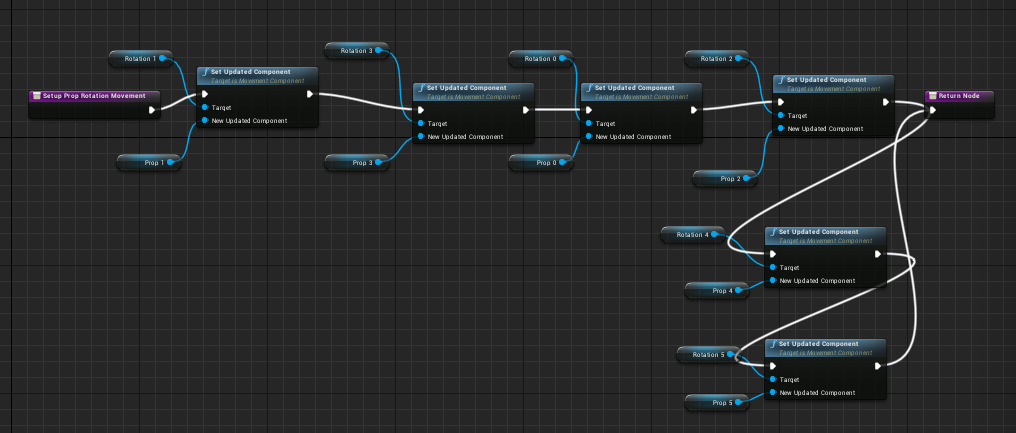 Setup Prop Rotation Movement
Rotation 1
Prop 1
Set Updated Component
Target is Movement Component
Target
New Updated Component
Rotation 3
Prop 3
Set Updated Component
Target is Movement Component
Target
New Updated Component
Rotation 0
Prop 0
Set Updated Component
Target is Movement Component
Target
New Updated Component
Rotation 2
Prop 2
Set Updated Component
Target is Movement Component
Target
New Updated Component
Return Node
Rotation 4
Prop 4
Set Updated Component
Target is Movement Component
Target
New Updated Component
Rotation 5
Prop 5
Set Updated Component
Target is Movement Component
Target
New Updated Component